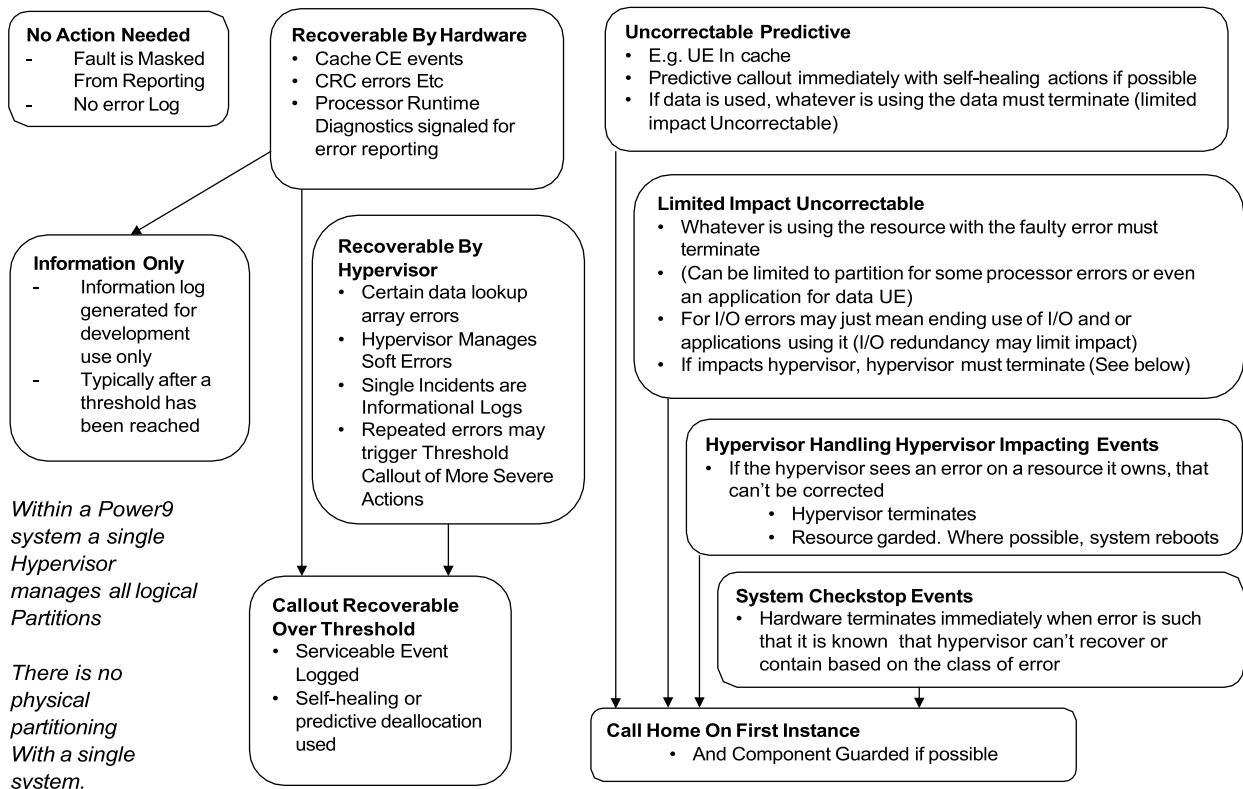 No Action Needed
- Fault is Masked
From Reporting
- No error Log
Recoverable By Hardware
• Cache CE events
• CRC errors Etc
• Processor Runtime
Diagnostics signaled for
error reporting
Uncorrectable Predictive
• E.g. UE In cache
• Predictive callout immediately with self-healing actions if possible
• If data is used, whatever is using the data must terminate (limited
impact Uncorrectable)
Information Only
- Information log
generated for
development
use only
- Typically after a
threshold has
been reached
Recoverable By
Hypervisor
• Certain data lookup
array errors
• Hypervisor Manages
Soft Errors
• Single Incidents are
Informational Logs
• Repeated errors may
trigger Threshold
Callout of More Severe
Actions
Limited Impact Uncorrectable
• Whatever is using the resource with the faulty error must
terminate
• (Can be limited to partition for some processor errors or even
an application for data UE)
• For I/O errors may just mean ending use of I/O and or
applications using it (I/O redundancy may limit impact)
• If impacts hypervisor, hypervisor must terminate (See below)
Hypervisor Handling Hypervisor Impacting Events
• If the hypervisor sees an error on a resource it owns, that
can't be corrected
• Hypervisor terminates
• Resource garded. Where possible, system reboots
Within a Power9
system a single
Hypervisor
manages all logical
Partitions
There is no
physical
partitioning
With a single
system.
Callout Recoverable
Over Threshold
• Serviceable Event
Logged
• Self-healing or
predictive deallocation
used
System Checkstop Events
• Hardware terminates immediately when error is such
that it is known that hypervisor can't recover or
contain based on the class of error
Call Home On First Instance
• And Component Guarded if possible